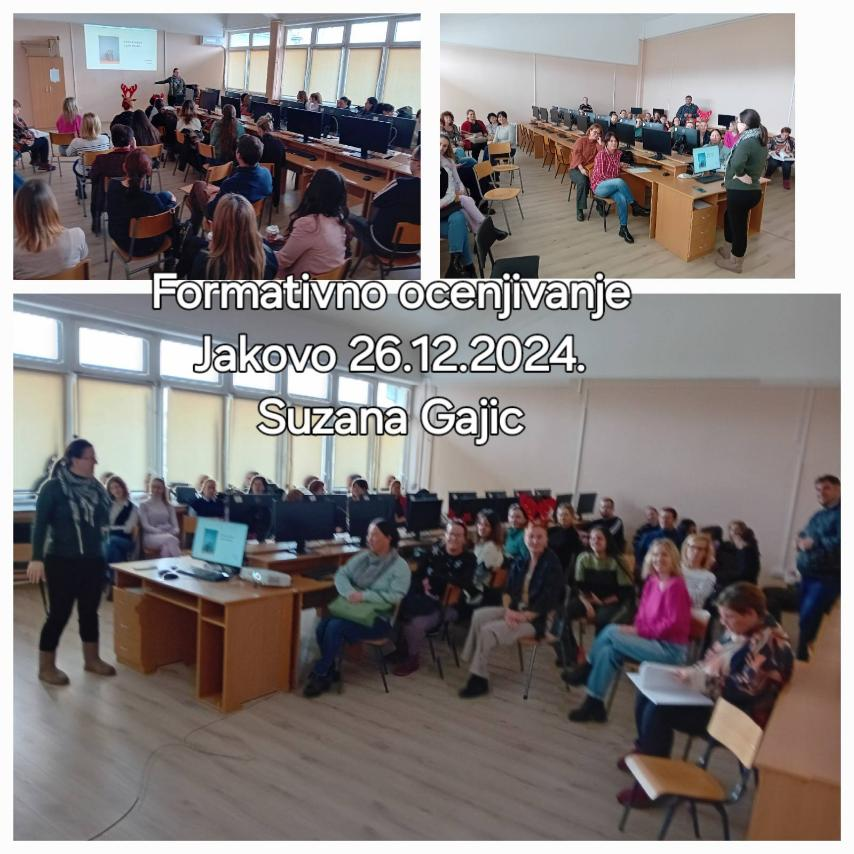 Formativno ocenjivanje
Jakovo 26.12.2024.
Suzana Gajic